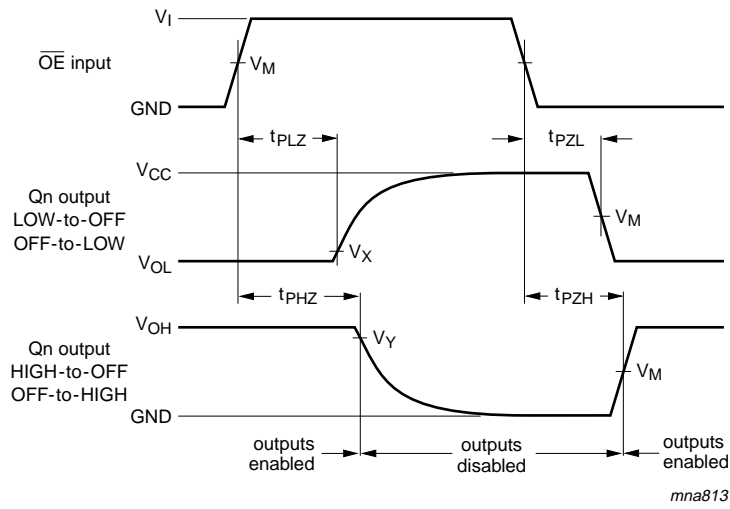 V_I
OE input
V_M
GND
t_PLZ
t_PZL
V_CC
Qn output
LOW-to-OFF
OFF-to-LOW
V_M
V_X
V_OL
t_PHZ
t_PZH
V_OH
V_Y
Qn output
HIGH-to-OFF
OFF-to-HIGH
V_M
GND
outputs
enabled
outputs
disabled
outputs
enabled
mna813